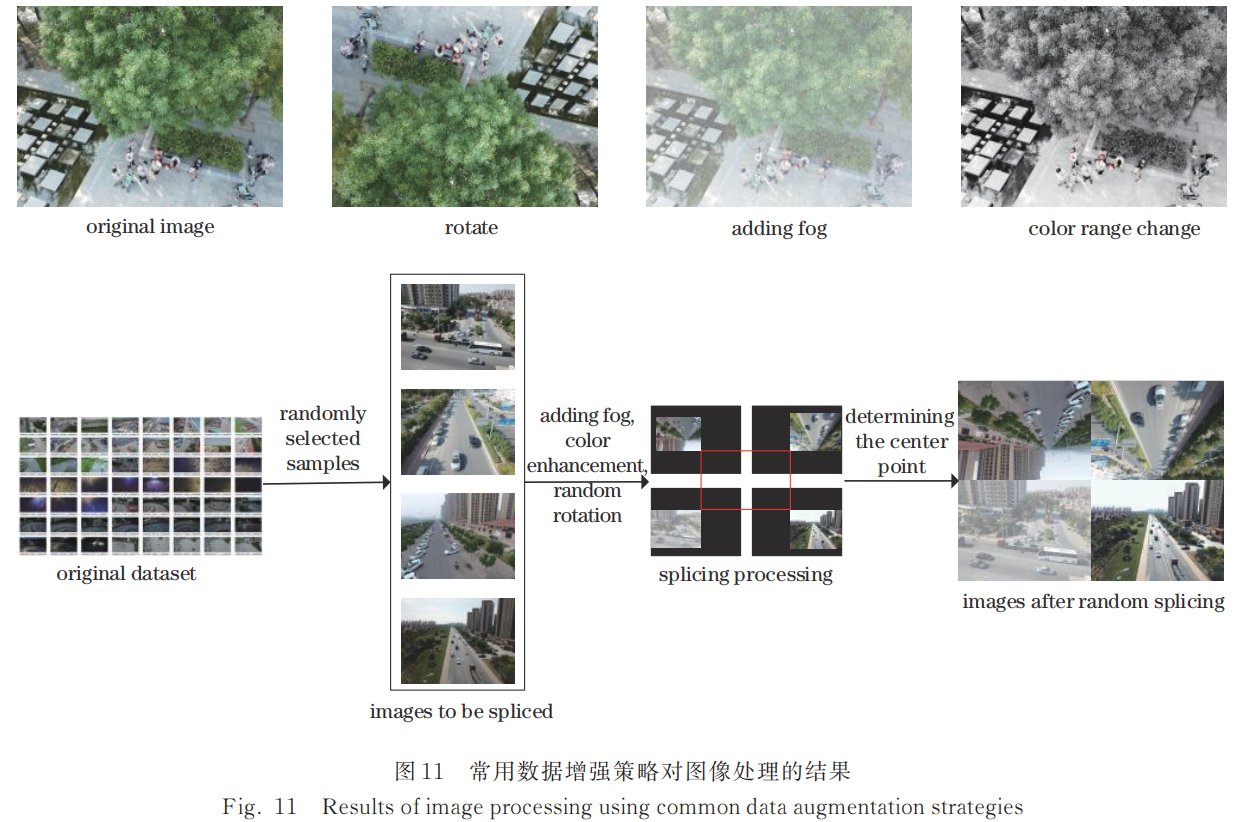 original image
rotate
adding fog
color range change
randomly
selected
samples
original dataset
images to be spliced
adding fog,
color
enhancement,
random
rotation
splicing processing
determining
the center
point
images after random splicing
图11 常用数据增强策略对图像处理的结果
Fig. 11 Results of image processing using common data augmentation strategies